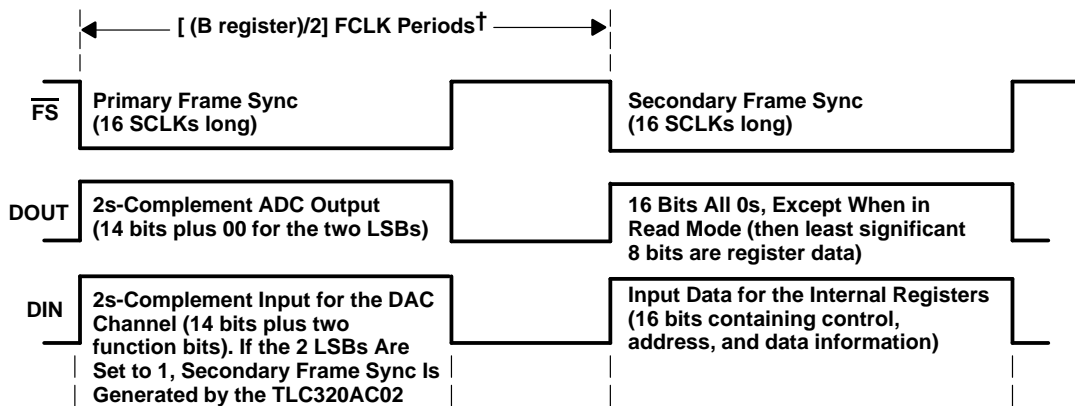 [ (B register)/2] FCLK Periods†
FS
Primary Frame Sync
(16 SCLKs long)
Secondary Frame Sync
(16 SCLKs long)
DOUT
2s-Complement ADC Output
(14 bits plus 00 for the two LSBs)
16 Bits All 0s, Except When in
Read Mode (then least significant
8 bits are register data)
DIN
2s-Complement Input for the DAC
Channel (14 bits plus two
function bits). If the 2 LSBs Are
Set to 1, Secondary Frame Sync Is
Generated by the TLC320AC02
Input Data for the Internal Registers
(16 bits containing control,
address, and data information)